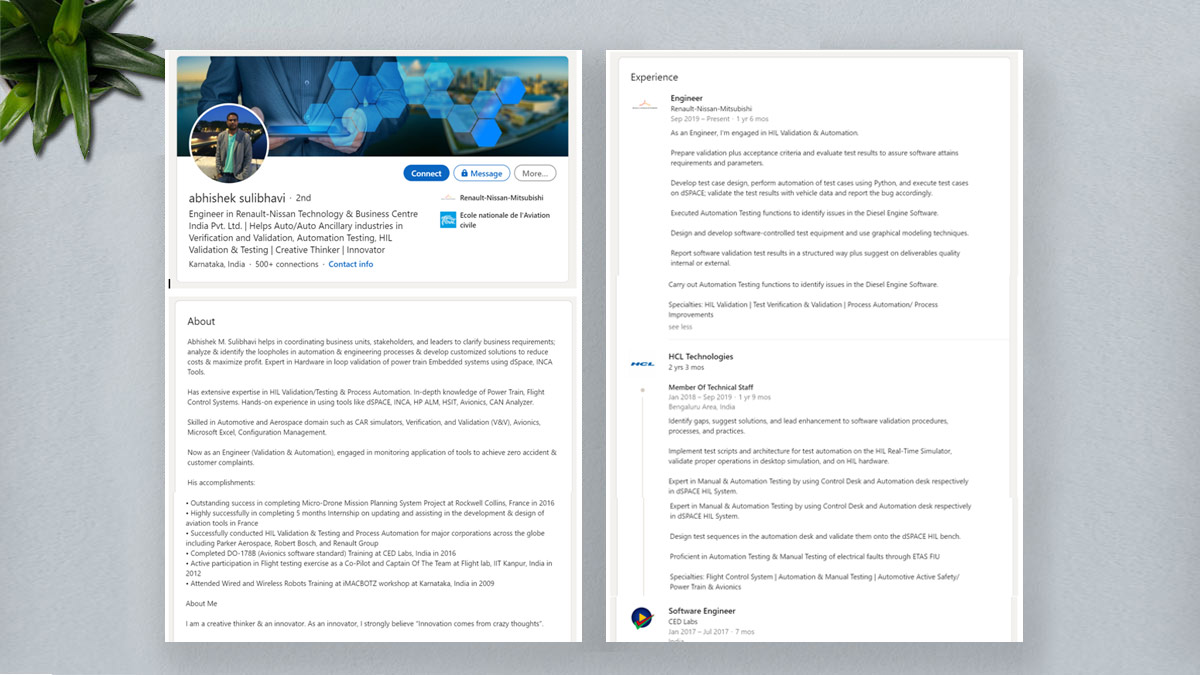 Connect
Message
More...
abhishek sulibhavi · 2nd
Engineer in Renault-Nissan Technology & Business Centre
India Pvt. Ltd. | Helps Auto/Auto Ancillary industries in
Verification and Validation, Automation Testing, HIL
Validation & Testing | Creative Thinker | Innovator
Karnataka, India · 500+ connections · Contact info
Renault-Nissan-Mitsubishi
Ecole nationale de l'Aviation
civile
About
Abhishek M. Sulibhavi helps in coordinating business units, stakeholders, and leaders to clarify business requirements;
analyze & identify the loopholes in automation & engineering processes & develop customized solutions to reduce
costs & maximize profit. Expert in Hardware in loop validation of power train Embedded systems using dSpace, INCA
Tools.
Has extensive expertise in HIL Validation/Testing & Process Automation. In-depth knowledge of Power Train, Flight
Control Systems. Hands-on experience in using tools like dSPACE, INCA, HP ALM, HSIT, Avionics, CAN Analyzer.
Skilled in Automotive and Aerospace domain such as CAR simulators, Verification, and Validation (V&V), Avionics,
Microsoft Excel, Configuration Management.
Now as an Engineer (Validation & Automation), engaged in monitoring application of tools to achieve zero accident &
customer complaints.
His accomplishments:
• Outstanding success in completing Micro-Drone Mission Planning System Project at Rockwell Collins, France in 2016
• Highly successfully in completing 5 months Internship on updating and assisting in the development & design of
aviation tools in France
• Successfully conducted HIL Validation & Testing and Process Automation for major corporations across the globe
including Parker Aerospace, Robert Bosch, and Renault Group
• Completed DO-178B (Avionics software standard) Training at CED Labs, India in 2016
• Active participation in Flight testing exercise as a Co-Pilot and Captain Of The Team at Flight lab, IIT Kanpur, India in
2012
• Attended Wired and Wireless Robots Training at iMACBOTZ workshop at Karnataka, India in 2009
About Me
I am a creative thinker & an innovator. As an innovator, I strongly believe "Innovation comes from crazy thoughts".
Experience
Engineer
Renault-Nissan-Mitsubishi
Sep 2019 – Present · 1 yr 6 mos
As an Engineer, I'm engaged in HIL Validation & Automation.
Prepare validation plus acceptance criteria and evaluate test results to assure software attains
requirements and parameters.
Develop test case design, perform automation of test cases using Python, and execute test cases
on dSPACE; validate the test results with vehicle data and report the bug accordingly.
Executed Automation Testing functions to identify issues in the Diesel Engine Software.
Design and develop software-controlled test equipment and use graphical modeling techniques.
Report software validation test results in a structured way plus suggest on deliverables quality
internal or external.
Carry out Automation Testing functions to identify issues in the Diesel Engine Software.
Specialties: HIL Validation | Test Verification & Validation | Process Automation/ Process
Improvements
see less
HCL
HCL Technologies
2 yrs 3 mos
Member Of Technical Staff
Jan 2018 – Sep 2019 · 1 yr 9 mos
Bengaluru Area, India
Identify gaps, suggest solutions, and lead enhancement to software validation procedures,
processes, and practices.
Implement test scripts and architecture for test automation on the HIL Real-Time Simulator,
validate proper operations in desktop simulation, and on HIL hardware.
Expert in Manual & Automation Testing by using Control Desk and Automation desk respectively
in dSPACE HIL System.
Expert in Manual & Automation Testing by using Control Desk and Automation desk respectively
in dSPACE HIL System.
Design test sequences in the automation desk and validate them onto the dSPACE HIL bench.
Proficient in Automation Testing & Manual Testing of electrical faults through ETAS FIU
Specialties: Flight Control System | Automation & Manual Testing | Automotive Active Safety/
Power Train & Avionics
Software Engineer
CED Labs
Jan 2017 – Jul 2017 · 7 mos